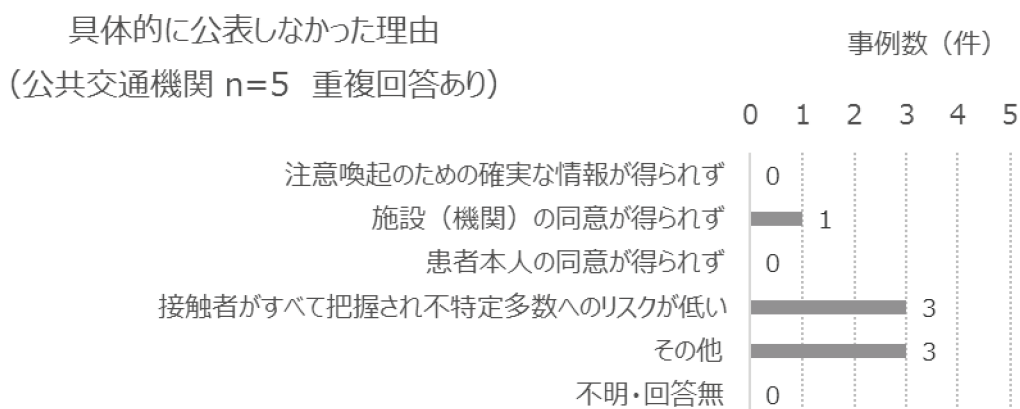 具体的に公表しなかった理由
（公共交通機関 n=5 重複回答あり）
事例数（件）
0 1 2 3 4 5
注意喚起のための確実な情報が得られず 0
施設（機関）の同意が得られず 1
患者本人の同意が得られず 0
接触者がすべて把握され不特定多数へのリスクが低い 3
その他 3
不明・回答無 0